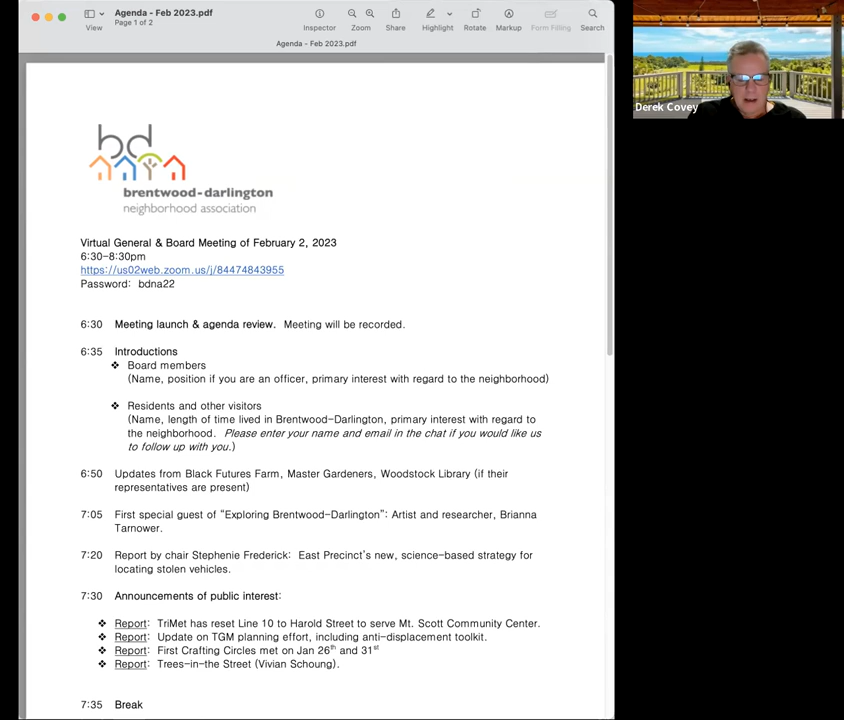 Agenda - Feb 2023.pdf
Page 1 of 2
View
Inspector
Zoom
Share
Highlight
Rotate
Markup
Form Filling
Search
Agenda - Feb 2023.pdf
Derek Covey
bd
brentwood-darlington
neighborhood association
Virtual General & Board Meeting of February 2, 2023
6:30-8:30pm
https://us02web.zoom.us/j/84474843955
Password: bdna22
6:30 Meeting launch & agenda review. Meeting will be recorded.
6:35 Introductions
❖ Board members
(Name, position if you are an officer, primary interest with regard to the neighborhood)
❖ Residents and other visitors
(Name, length of time lived in Brentwood-Darlington, primary interest with regard to
the neighborhood. Please enter your name and email in the chat if you would like us
to follow up with you.)
6:50 Updates from Black Futures Farm, Master Gardeners, Woodstock Library (if their
representatives are present)
7:05 First special guest of "Exploring Brentwood-Darlington": Artist and researcher, Brianna
Tarnower.
7:20 Report by chair Stephenie Frederick: East Precinct's new, science-based strategy for
locating stolen vehicles.
7:30 Announcements of public interest:
❖ Report: TriMet has reset Line 10 to Harold Street to serve Mt. Scott Community Center.
❖ Report: Update on TGM planning effort, including anti-displacement toolkit.
❖ Report: First Crafting Circles met on Jan 26th and 31st
❖ Report: Trees-in-the Street (Vivian Schoung).
7:35 Break